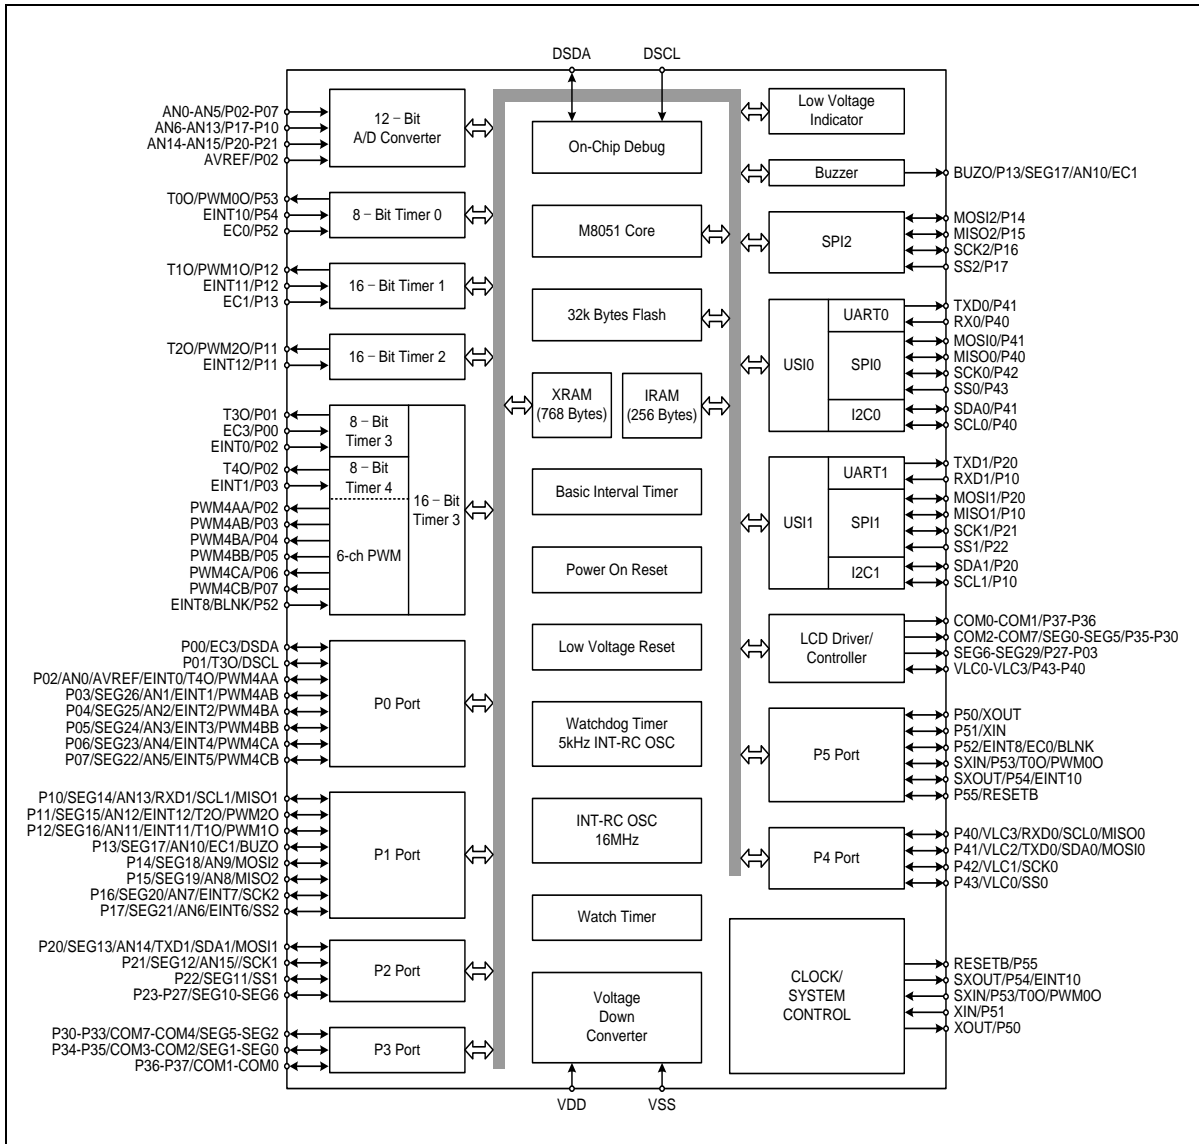 DSDA
DSCL
AN0-AN5/P02-P07
AN6-AN13/P17-P10
AN14-AN15/P20-P21
AVREF/P02
12 – Bit
A/D Converter
T0O/PWM0O/P53
EINT10/P54
EC0/P52
8 – Bit Timer 0
T1O/PWM1O/P12
EINT11/P12
EC1/P13
16 – Bit Timer 1
T2O/PWM2O/P11
EINT12/P11
16 – Bit Timer 2
T3O/P01
EC3/P00
EINT0/P02
8 – Bit
Timer 3
T4O/P02
EINT1/P03
8 – Bit
Timer 4
16 – Bit
Timer 3
PWM4AA/P02
PWM4AB/P03
PWM4BA/P04
PWM4BB/P05
PWM4CA/P06
PWM4CB/P07
EINT8/BLNK/P52
6-ch PWM
P00/EC3/DSDA
P01/T3O/DSCL
P02/AN0/AVREF/EINT0/T4O/PWM4AA
P03/SEG26/AN1/EINT1/PWM4AB
P04/SEG25/AN2/EINT2/PWM4BA
P05/SEG24/AN3/EINT3/PWM4BB
P06/SEG23/AN4/EINT4/PWM4CA
P07/SEG22/AN5/EINT5/PWM4CB
P0 Port
P10/SEG14/AN13/RXD1/SCL1/MISO1
P11/SEG15/AN12/EINT12/T2O/PWM2O
P12/SEG16/AN11/EINT11/T1O/PWM1O
P13/SEG17/AN10/EC1/BUZO
P14/SEG18/AN9/MOSI2
P15/SEG19/AN8/MISO2
P16/SEG20/AN7/EINT7/SCK2
P17/SEG21/AN6/EINT6/SS2
P1 Port
P20/SEG13/AN14/TXD1/SDA1/MOSI1
P21/SEG12/AN15//SCK1
P22/SEG11/SS1
P23-P27/SEG10-SEG6
P2 Port
P30-P33/COM7-COM4/SEG5-SEG2
P34-P35/COM3-COM2/SEG1-SEG0
P36-P37/COM1-COM0
P3 Port
On-Chip Debug
M8051 Core
32k Bytes Flash
XRAM
(768 Bytes)
IRAM
(256 Bytes)
Basic Interval Timer
Power On Reset
Low Voltage Reset
Watchdog Timer
5kHz INT-RC OSC
INT-RC OSC
16MHz
Watch Timer
Voltage
Down
Converter
VDD
VSS
Low Voltage
Indicator
Buzzer
BUZO/P13/SEG17/AN10/EC1
SPI2
MOSI2/P14
MISO2/P15
SCK2/P16
SS2/P17
USI0
UART0
SPI0
I2C0
TXD0/P41
RX0/P40
MOSI0/P41
MISO0/P40
SCK0/P42
SS0/P43
SDA0/P41
SCL0/P40
USI1
UART1
SPI1
I2C1
TXD1/P20
RXD1/P10
MOSI1/P20
MISO1/P10
SCK1/P21
SS1/P22
SDA1/P20
SCL1/P10
LCD Driver/
Controller
COM0-COM1/P37-P36
COM2-COM7/SEG0-SEG5/P35-P30
SEG6-SEG29/P27-P03
VLC0-VLC3/P43-P40
P5 Port
P50/XOUT
P51/XIN
P52/EINT8/EC0/BLNK
SXIN/P53/T0O/PWM0O
SXOUT/P54/EINT10
P55/RESETB
P4 Port
P40/VLC3/RXD0/SCL0/MISO0
P41/VLC2/TXD0/SDA0/MOSI0
P42/VLC1/SCK0
P43/VLC0/SS0
CLOCK/
SYSTEM
CONTROL
RESETB/P55
SXOUT/P54/EINT10
SXIN/P53/T0O/PWM0O
XIN/P51
XOUT/P50